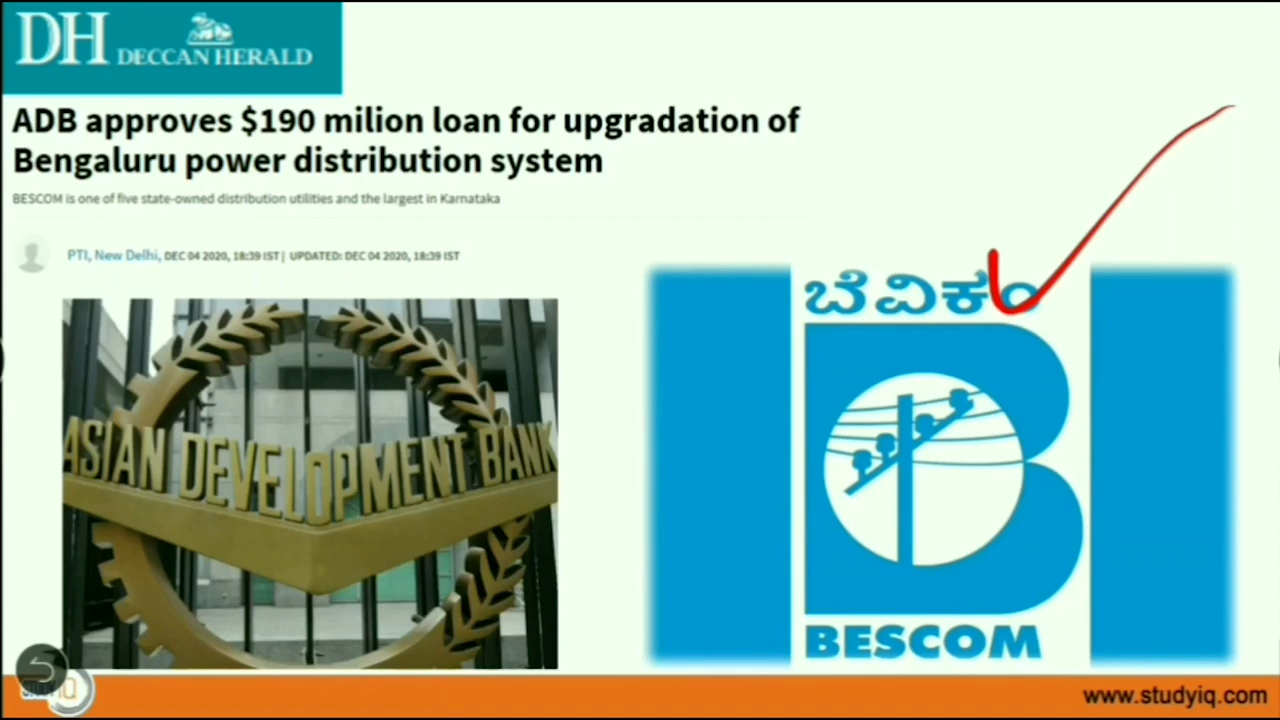 DH DECCAN HERALD
ADB approves $190 milion loan for upgradation of
Bengaluru power distribution system
BESCOM is one of five state-owned distribution utilities and the largest in Karnataka
PTI, New Delhi, DEC 04 2020, 18:39 IST | UPDATED: DEC 04 2020, 18:39 IST
ASIAN DEVELOPMENT BANK
ಬೆವಿಕಂ
BESCOM
www.studyiq.com